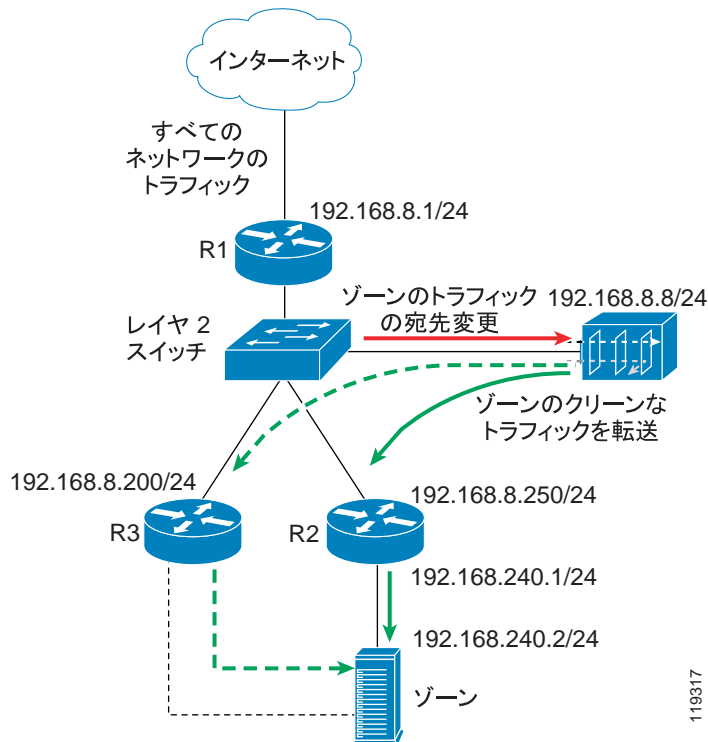 インターネット
すべての
ネットワークの
トラフィック
192.168.8.1/24
R1
ゾーンのトラフィック
の宛先変更
192.168.8.8/24
レイヤ 2
スイッチ
ゾーンのクリーンな
トラフィックを転送
192.168.8.200/24
192.168.8.250/24
R3
R2
192.168.240.1/24
192.168.240.2/24
ゾーン
119317